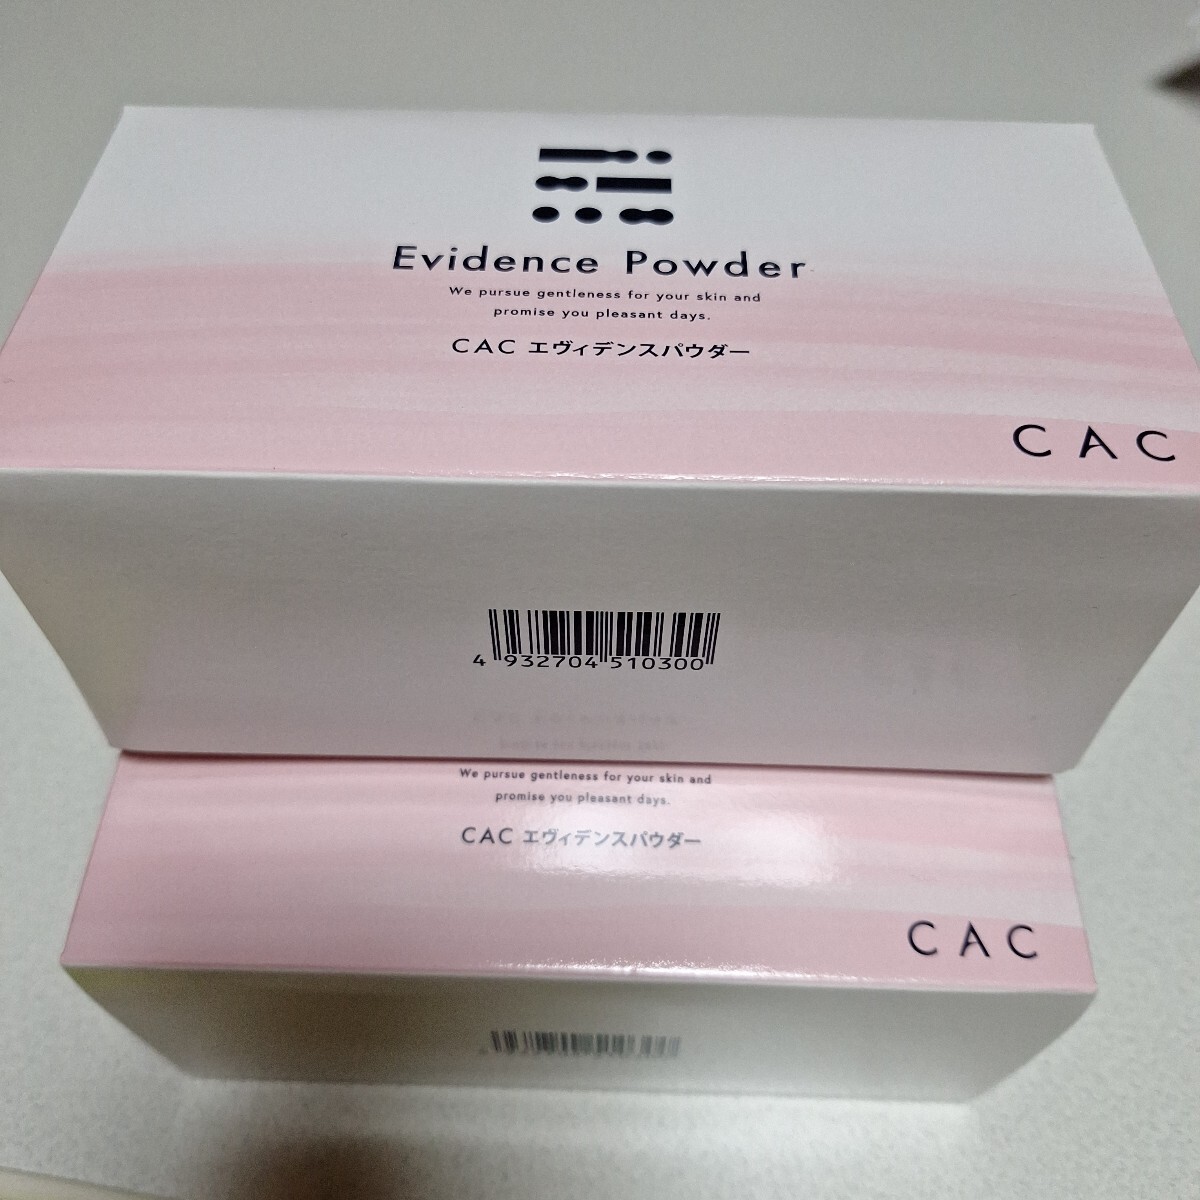 Evidence Powder
We pursue gentleness for your skin and
promise you pleasant days.
CAC エヴィデンスパウダー
CAC
4 932704 510300
We pursue gentleness for your skin and
promise you pleasant days.
CAC エヴィデンスパウダー
CAC